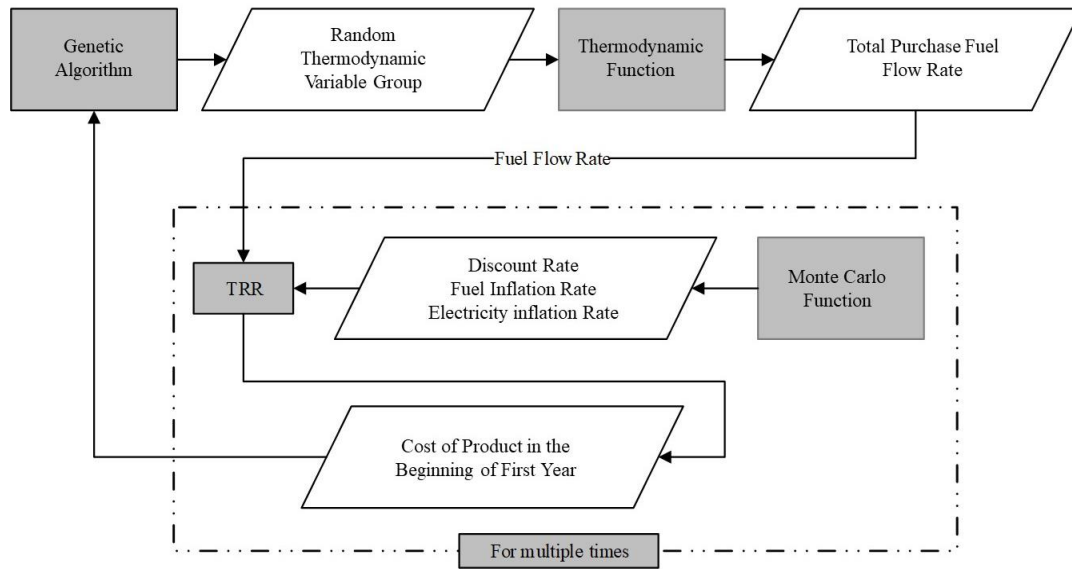 Genetic
Algorithm
Random
Thermodynamic
Variable Group
Thermodynamic
Function
Total Purchase Fuel
Flow Rate
Fuel Flow Rate
TRR
Discount Rate
Fuel Inflation Rate
Electricity inflation Rate
Monte Carlo
Function
Cost of Product in the
Beginning of First Year
For multiple times